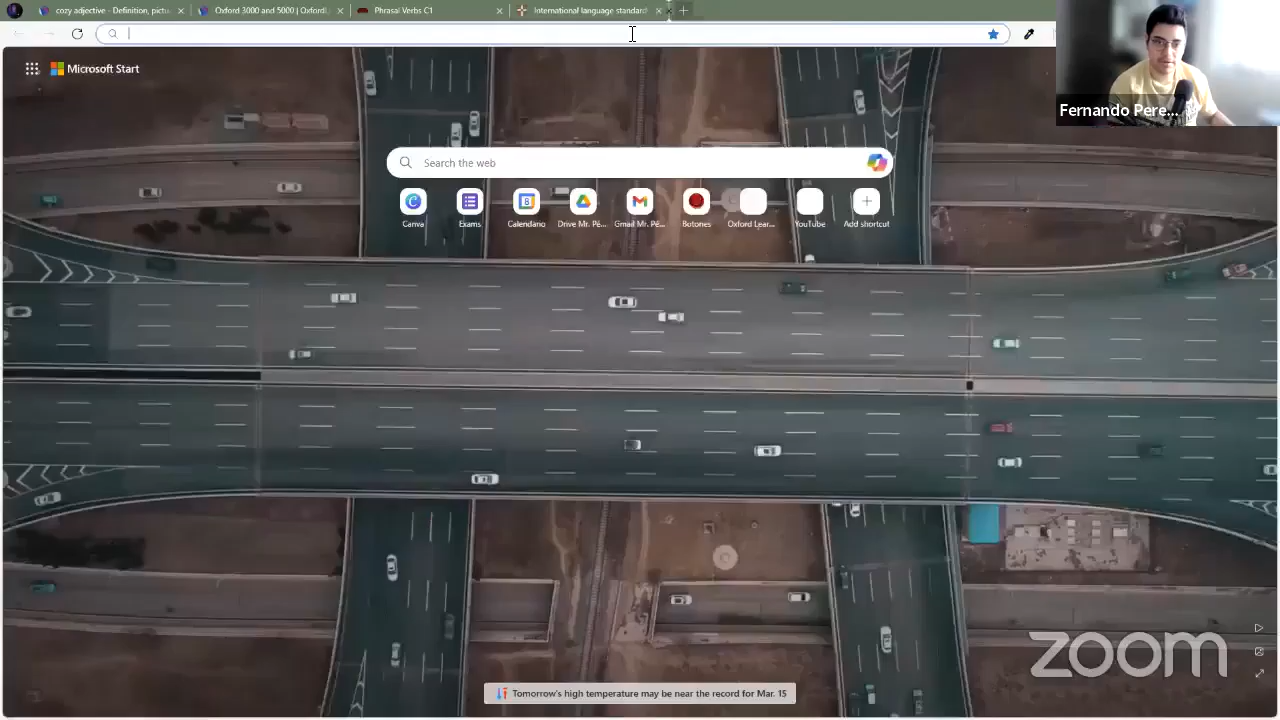 cozy adjective - Definition, pictu
Oxford 3000 and 5000 | OxfordL
Phrasal Verbs C1
International language standard
Microsoft Start
Fernando Pere...
Search the web
Canva
Exams
Calendario
Drive Mr. Pé...
Gmail Mr. Pé...
Botones
Oxford Lear...
YouTube
Add shortcut
zoom
Tomorrow's high temperature may be near the record for Mar. 15